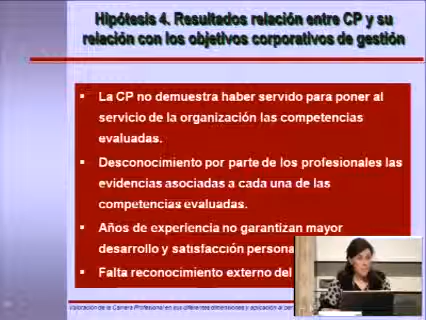 Hipótesis 4. Resultados relación entre CP y su
relación con los objetivos corporativos de gestión
La CP no demuestra haber servido para poner al
servicio de la organización las competencias
evaluadas.
Desconocimiento por parte de los profesionales las
evidencias asociadas a cada una de las
competencias evaluadas.
Años de experiencia no garantizan mayor
desarrollo y satisfacción persona
Falta reconocimiento externo del
Valoración de la Carrera Profesional en sus diferentes dimensiones y aplicación al per